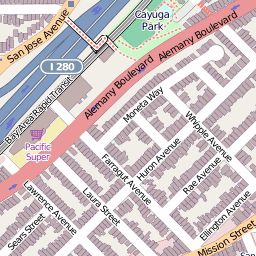 San Jose Avenue
Cayuga
Park
Alemany Boulevard
I 280
Alemany Boulevard
Bay Area Rapid Transit
Moneta Way
Whipple Avenue
Pacific
Super
Farragut Avenue
Huron Avenue
Rae Avenue
Lawrence Avenue
Laura Street
Sears Street
Ellington Avenue
Mission Street